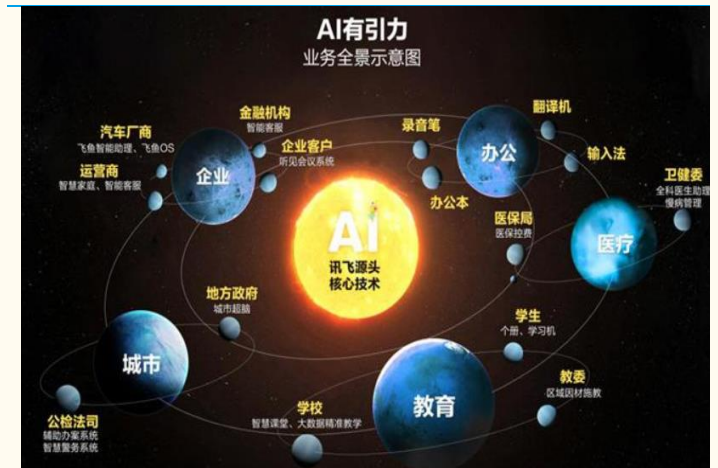 AI有引力
业务全景示意图
汽车厂商
飞鱼智能助理、飞鱼OS
运营商
智慧家庭、智能客服
金融机构
智能客服
企业客户
听见会议系统
企业
录音笔
办公本
办公
翻译机
输入法
卫健委
全科医生助理
慢病管理
医保局
医保控费
医疗
AI
讯飞源头
核心技术
地方政府
城市超脑
城市
公检法司
辅助办案系统
智慧警务系统
学校
智慧课堂、大数据精准教学
教育
学生
个册、学习机
教委
区域因材施教